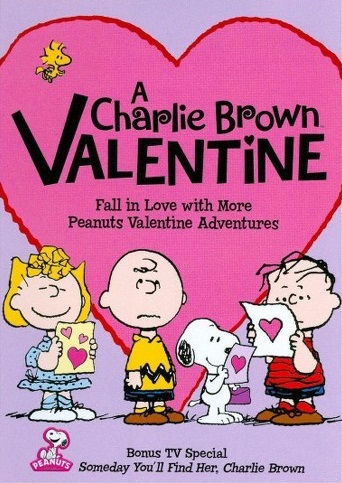 A
Charlie Brown
VALENTINE
Fall in Love with More
Peanuts Valentine Adventures
PEANUTS
Bonus TV Special
Someday You'll Find Her, Charlie Brown